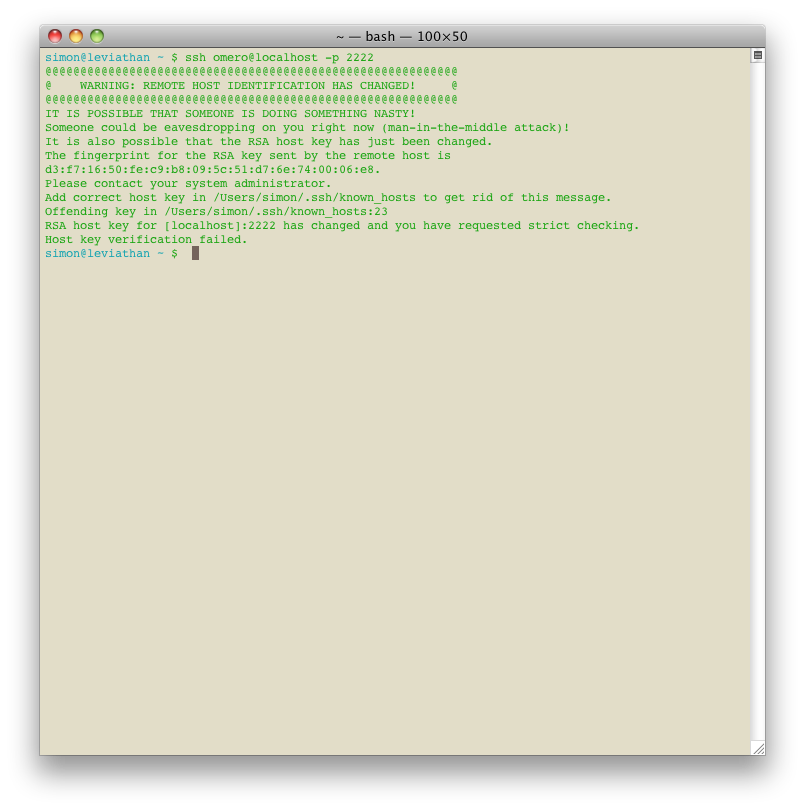 ~ — bash — 100×50
simon@leviathan ~ $ ssh omero@localhost -p 2222
@@@@@@@@@@@@@@@@@@@@@@@@@@@@@@@@@@@@@@@@@@@@@@@@@@@@@@@@@@@
@    WARNING: REMOTE HOST IDENTIFICATION HAS CHANGED!     @
@@@@@@@@@@@@@@@@@@@@@@@@@@@@@@@@@@@@@@@@@@@@@@@@@@@@@@@@@@@
IT IS POSSIBLE THAT SOMEONE IS DOING SOMETHING NASTY!
Someone could be eavesdropping on you right now (man-in-the-middle attack)!
It is also possible that the RSA host key has just been changed.
The fingerprint for the RSA key sent by the remote host is
d3:f7:16:50:fe:c9:b8:09:5c:51:d7:6e:74:00:06:e8.
Please contact your system administrator.
Add correct host key in /Users/simon/.ssh/known_hosts to get rid of this message.
Offending key in /Users/simon/.ssh/known_hosts:23
RSA host key for [localhost]:2222 has changed and you have requested strict checking.
Host key verification failed.
simon@leviathan ~ $